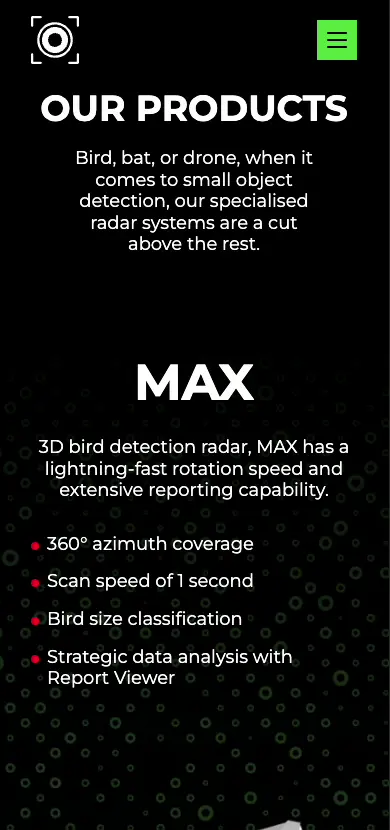 OUR PRODUCTS
Bird, bat, or drone, when it
comes to small object
detection, our specialised
radar systems are a cut
above the rest.
MAX
3D bird detection radar, MAX has a
lightning-fast rotation speed and
extensive reporting capability.
360º azimuth coverage
Scan speed of 1 second
Bird size classification
Strategic data analysis with
Report Viewer